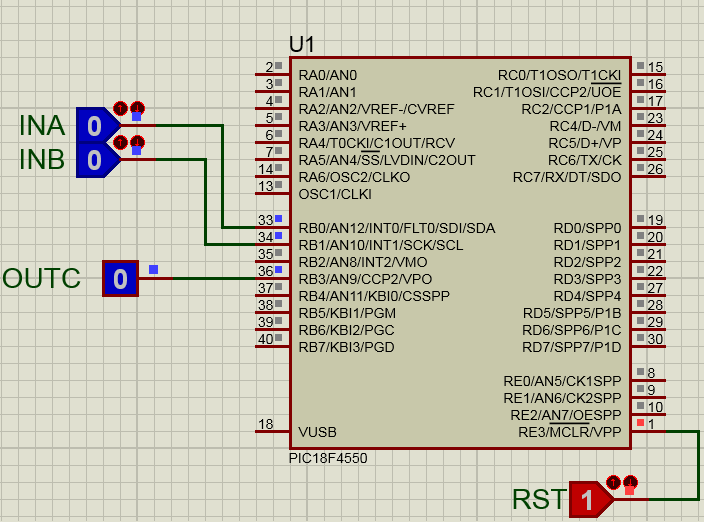 U1
2 RA0/AN0 RC0/T1OSO/T1CKI 15
3 RA1/AN1 RC1/T1OSI/CCP2/UOE 16
4 RA2/AN2/VREF-/CVREF RC2/CCP1/P1A 17
INA 0 5 RA3/AN3/VREF+ RC4/D-/VM 23
6 RA4/T0CKI/C1OUT/RCV RC5/D+/VP 24
INB 0 7 RA5/AN4/SS/LVDIN/C2OUT RC6/TX/CK 25
14 RA6/OSC2/CLKO RC7/RX/DT/SDO 26
13 OSC1/CLKI
33 RB0/AN12/INT0/FLT0/SDI/SDA RD0/SPP0 19
34 RB1/AN10/INT1/SCK/SCL RD1/SPP1 20
35 RB2/AN8/INT2/VMO RD2/SPP2 21
OUTC 0 36 RB3/AN9/CCP2/VPO RD3/SPP3 22
37 RB4/AN11/KBI0/CSSPP RD4/SPP4 27
38 RB5/KBI1/PGM RD5/SPP5/P1B 28
39 RB6/KBI2/PGC RD6/SPP6/P1C 29
40 RB7/KBI3/PGD RD7/SPP7/P1D 30
RE0/AN5/CK1SPP 8
RE1/AN6/CK2SPP 9
RE2/AN7/OESPP 10
18 VUSB RE3/MCLR/VPP 1
PIC18F4550
RST 1